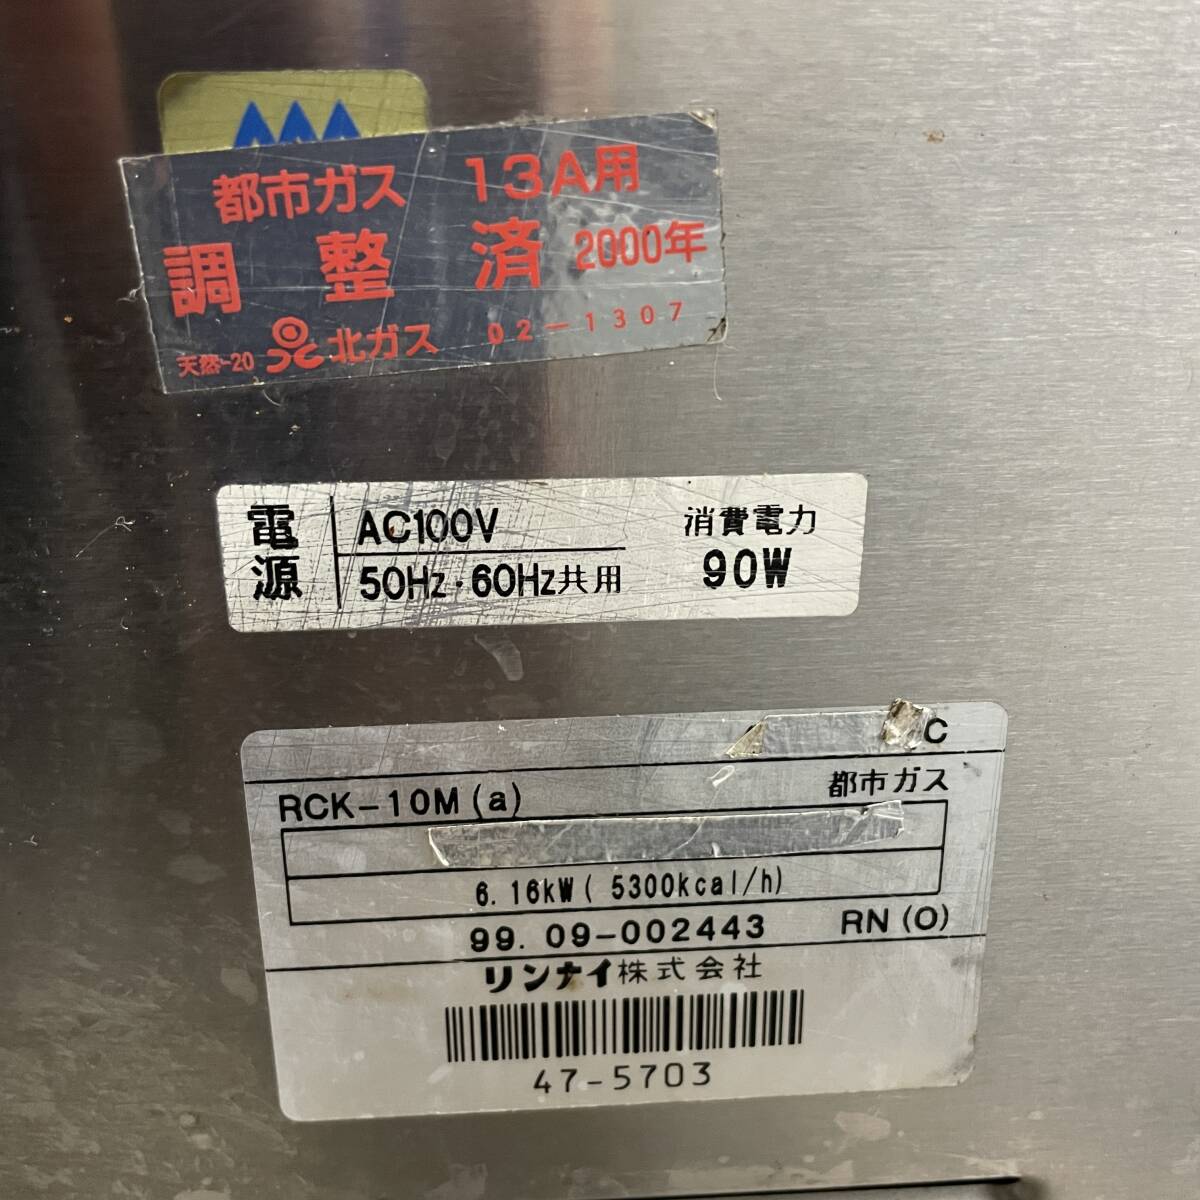 都市ガス 13A用
調整済 2000年
天然-20 北ガス 02-1307
電源 AC100V 消費電力
50Hz・60Hz共用 90W
C
RCK-10M(a) 都市ガス
6.16kW( 5300kcal/h)
99.09-002443 RN(O)
リンナイ株式会社
47-5703